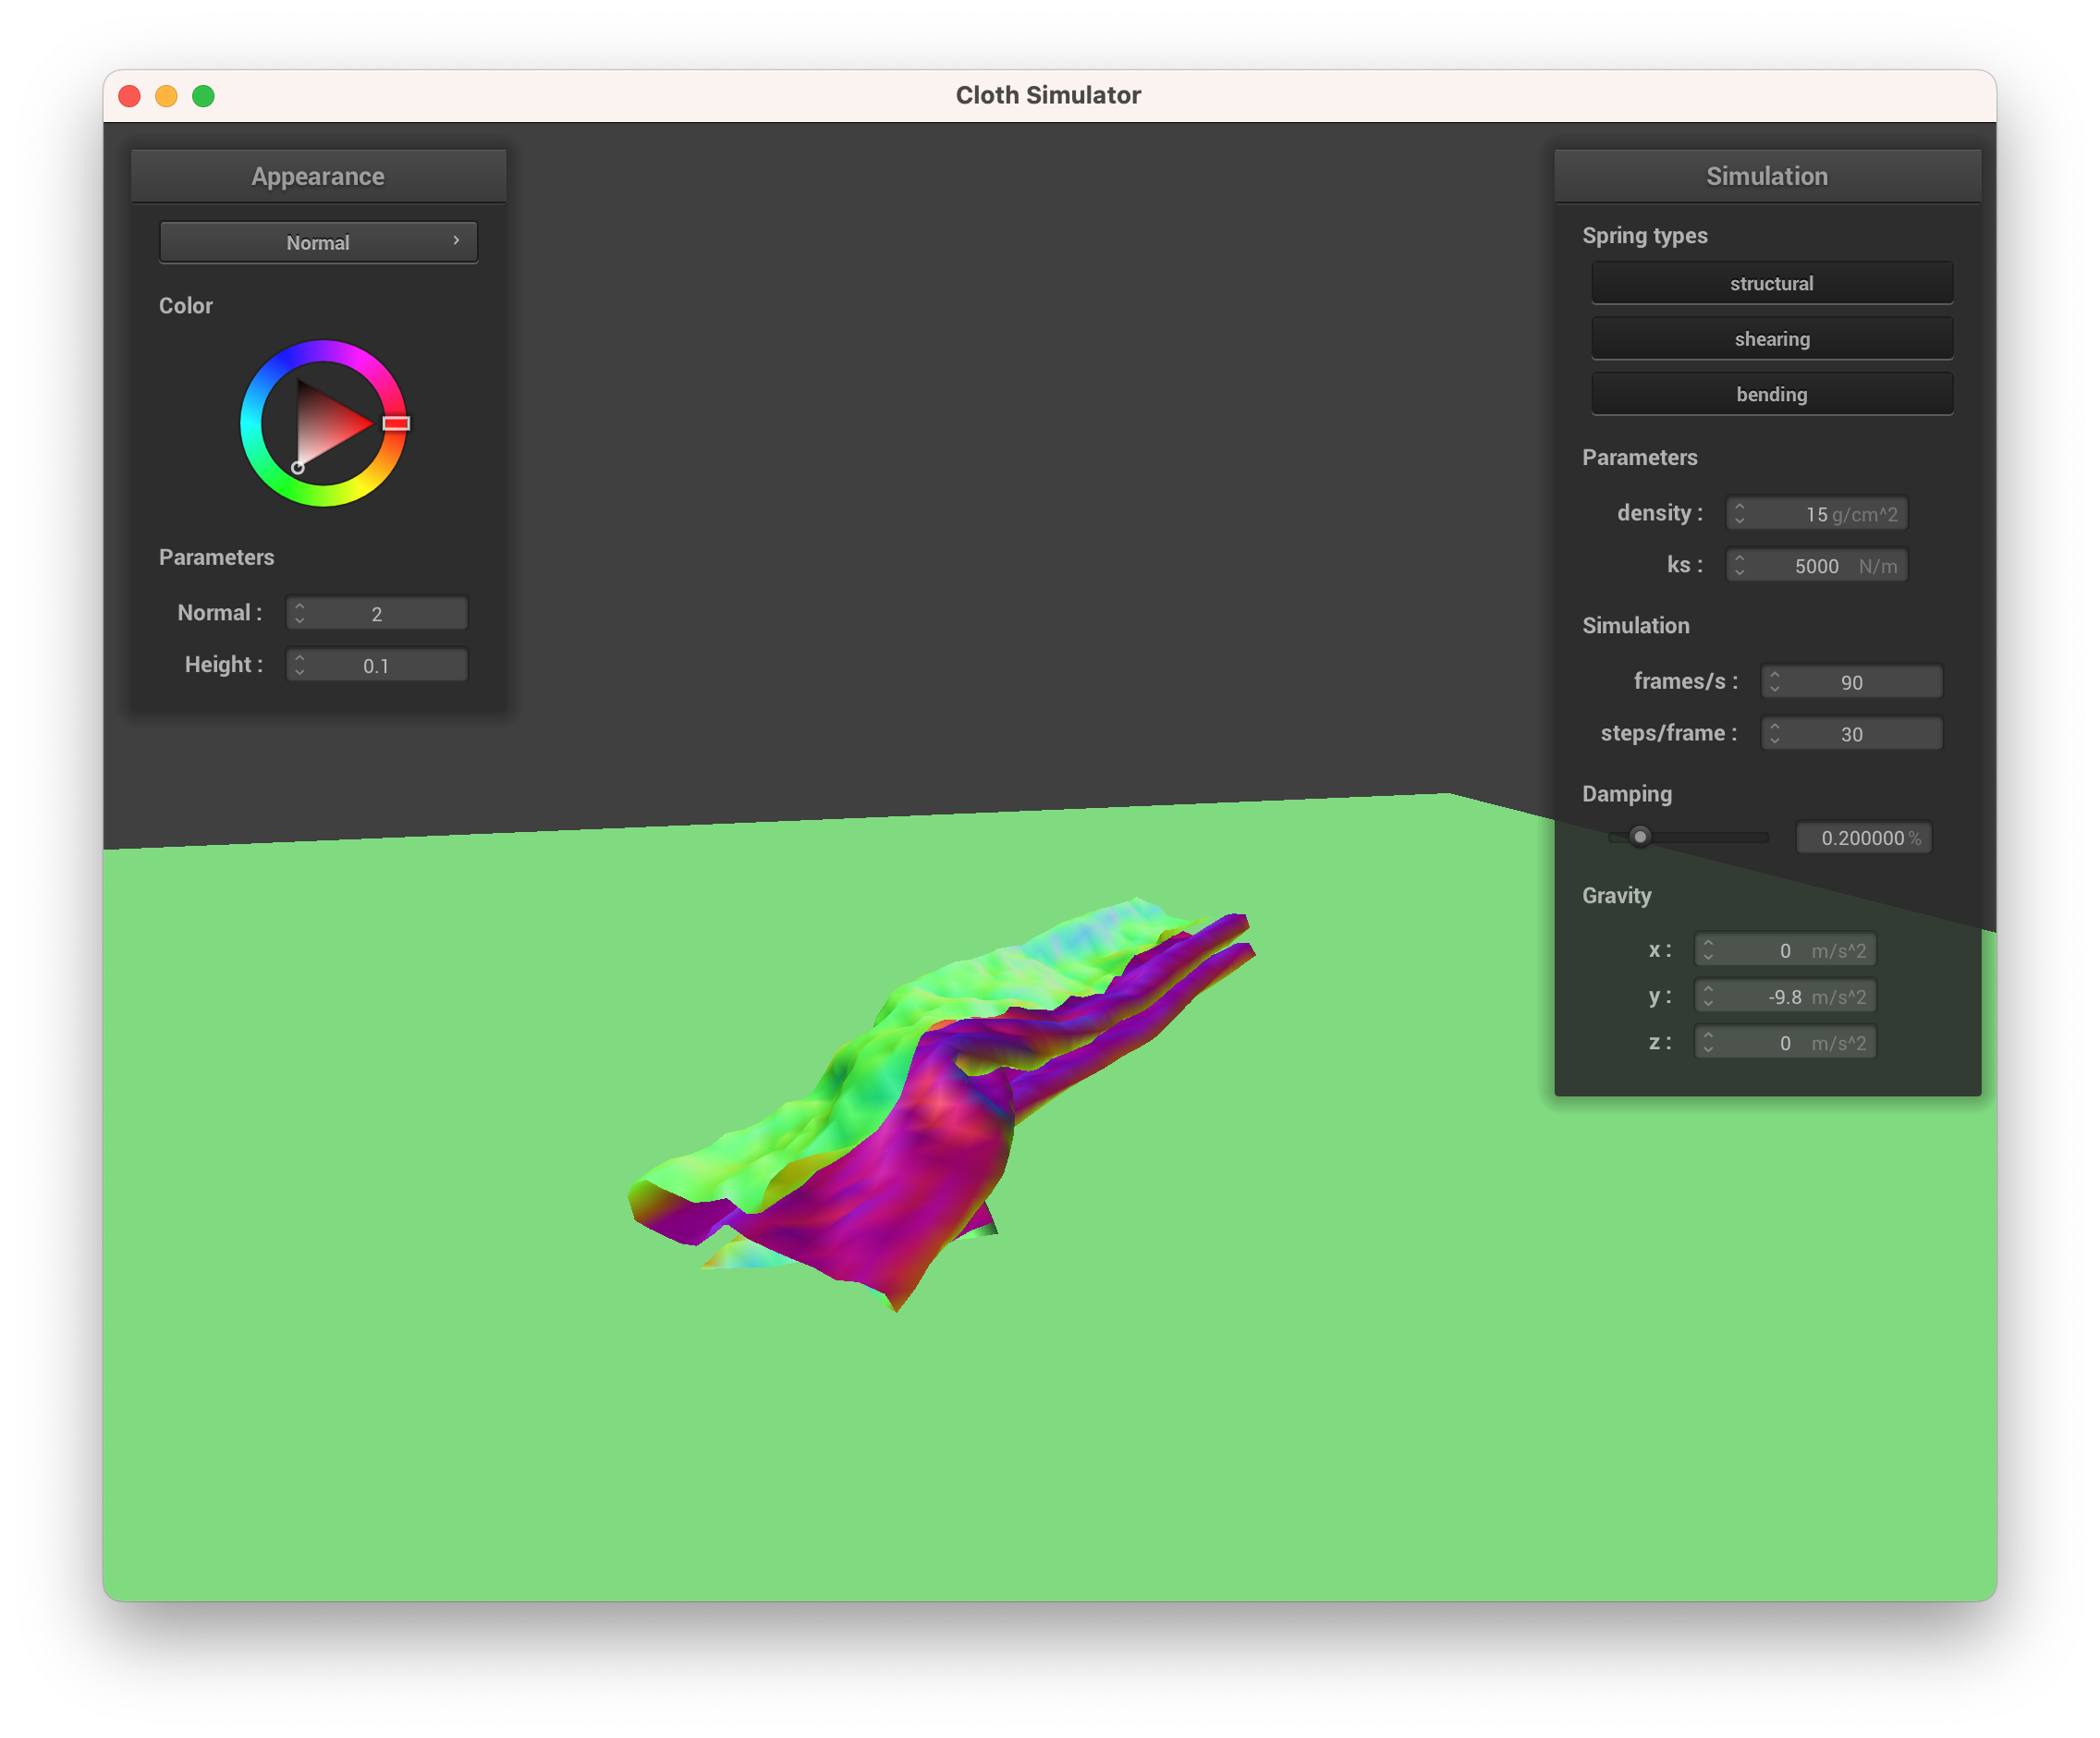 Cloth Simulator
Appearance
Normal
Color
Parameters
Normal : 2
Height : 0.1
Simulation
Spring types
structural
shearing
bending
Parameters
density : 15 g/cm^2
ks : 5000 N/m
Simulation
frames/s : 90
steps/frame : 30
Damping
0.200000 %
Gravity
x : 0 m/s^2
y : -9.8 m/s^2
z : 0 m/s^2